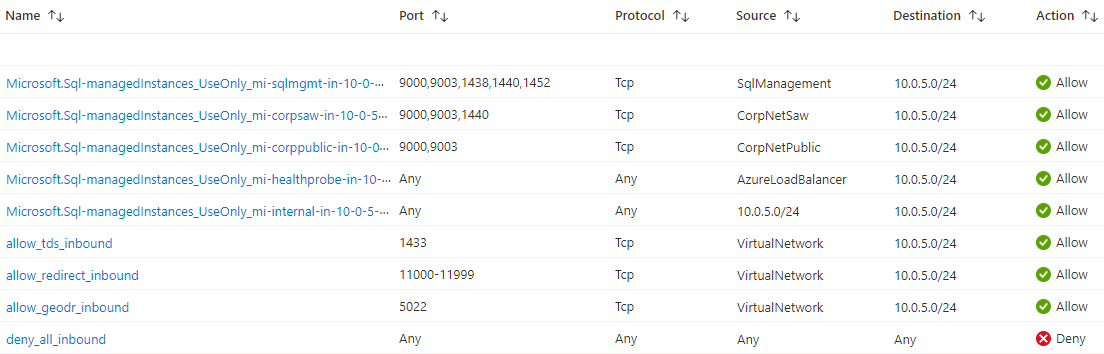 Name ↑↓ Port ↑↓ Protocol ↑↓ Source ↑↓ Destination ↑↓ Action ↑↓
Microsoft.Sql-managedInstances_UseOnly_mi-sqlmgmt-in-10-0-... 9000,9003,1438,1440,1452 Tcp SqlManagement 10.0.5.0/24 Allow
Microsoft.Sql-managedInstances_UseOnly_mi-corpsaw-in-10-0-5... 9000,9003,1440 Tcp CorpNetSaw 10.0.5.0/24 Allow
Microsoft.Sql-managedInstances_UseOnly_mi-corppublic-in-10-0... 9000,9003 Tcp CorpNetPublic 10.0.5.0/24 Allow
Microsoft.Sql-managedInstances_UseOnly_mi-healthprobe-in-10-... Any Any AzureLoadBalancer 10.0.5.0/24 Allow
Microsoft.Sql-managedInstances_UseOnly_mi-internal-in-10-0-5-... Any Any 10.0.5.0/24 10.0.5.0/24 Allow
allow_tds_inbound 1433 Tcp VirtualNetwork 10.0.5.0/24 Allow
allow_redirect_inbound 11000-11999 Tcp VirtualNetwork 10.0.5.0/24 Allow
allow_geodr_inbound 5022 Tcp VirtualNetwork 10.0.5.0/24 Allow
deny_all_inbound Any Any Any Any Deny